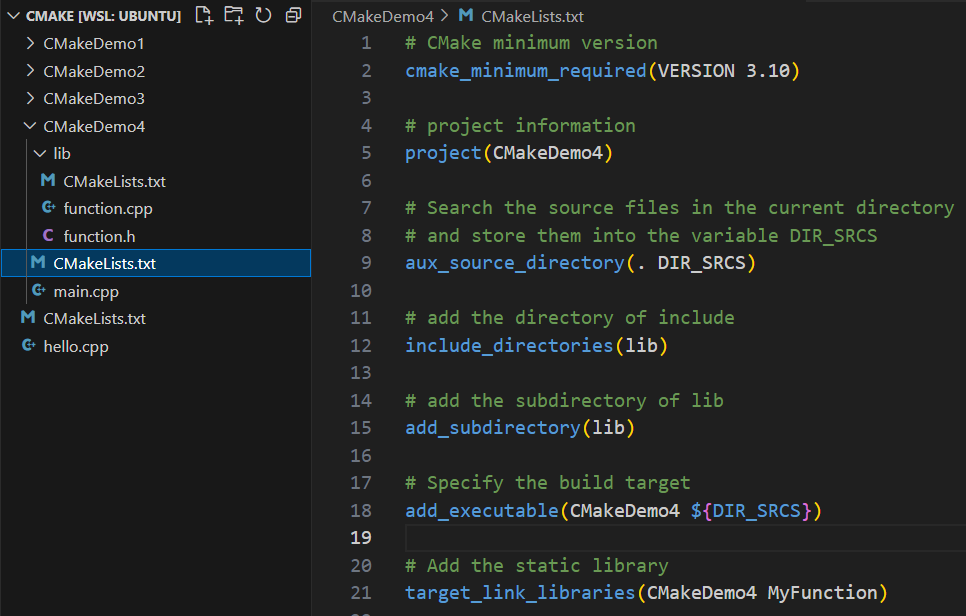 CMAKE [WSL: UBUNTU]
CMakeDemo1
CMakeDemo2
CMakeDemo3
CMakeDemo4
lib
CMakeLists.txt
function.cpp
function.h
CMakeLists.txt
main.cpp
CMakeLists.txt
hello.cpp
CMakeDemo4 > CMakeLists.txt
1 # CMake minimum version
2 cmake_minimum_required(VERSION 3.10)
3
4 # project information
5 project(CMakeDemo4)
6
7 # Search the source files in the current directory
8 # and store them into the variable DIR_SRCS
9 aux_source_directory(. DIR_SRCS)
10
11 # add the directory of include
12 include_directories(lib)
13
14 # add the subdirectory of lib
15 add_subdirectory(lib)
16
17 # Specify the build target
18 add_executable(CMakeDemo4 ${DIR_SRCS})
19
20 # Add the static library
21 target_link_libraries(CMakeDemo4 MyFunction)